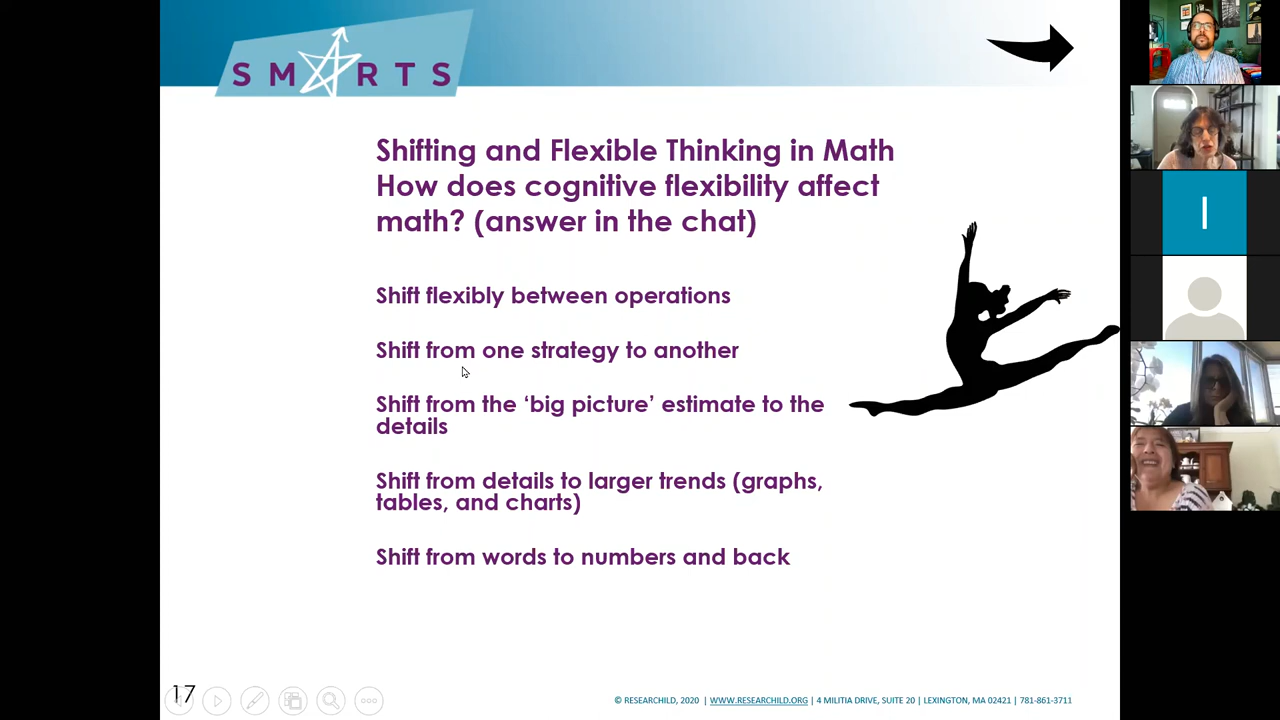 SMARTS
Shifting and Flexible Thinking in Math
How does cognitive flexibility affect
math? (answer in the chat)
Shift flexibly between operations
Shift from one strategy to another
Shift from the ‘big picture’ estimate to the
details
Shift from details to larger trends (graphs,
tables, and charts)
Shift from words to numbers and back
17
© RESEARCHILD, 2020 | WWW.RESEARCHILD.ORG | 4 MILITIA DRIVE, SUITE 20 | LEXINGTON, MA 02421 | 781-861-3711
I